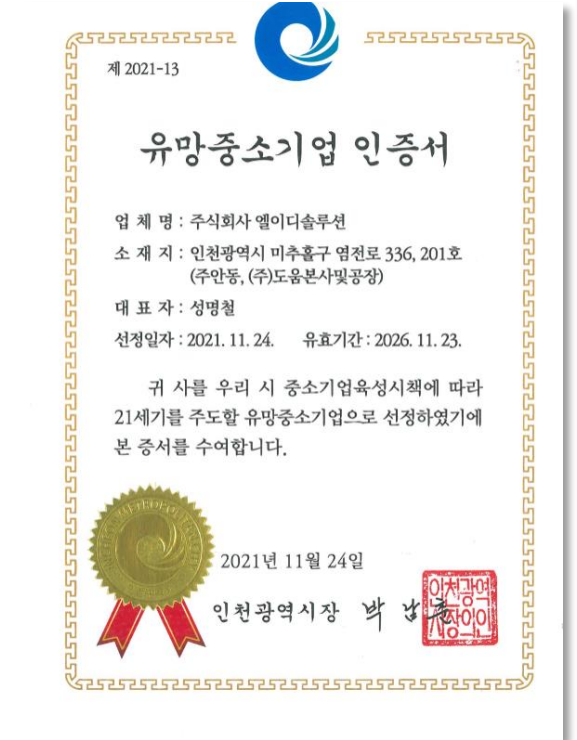 제 2021-13
유망중소기업 인증서
업 체 명 : 주식회사 엘이디솔루션
소 재 지 : 인천광역시 미추홀구 염전로 336, 201호
(주안동, (주)도움본사및공장)
대 표 자 : 성명철
선정일자 : 2021. 11. 24. 유효기간 : 2026. 11. 23.
귀 사를 우리 시 중소기업육성시책에 따라
21세기를 주도할 유망중소기업으로 선정하였기에
본 증서를 수여합니다.
2021년 11월 24일
인천광역시장 박남춘
인천광역
시장의인